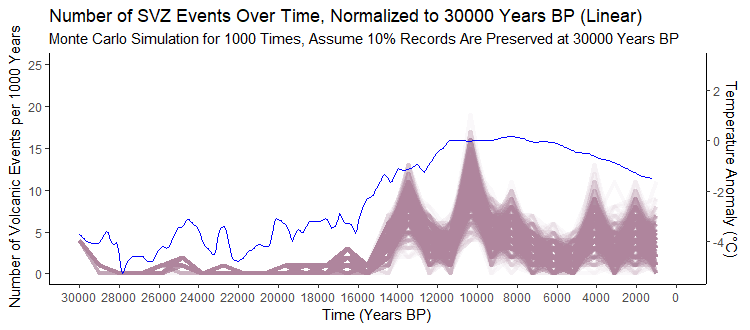 Number of SVZ Events Over Time, Normalized to 30000 Years BP (Linear)
Monte Carlo Simulation for 1000 Times, Assume 10% Records Are Preserved at 30000 Years BP
Number of Volcanic Events per 1000 Years
25
20
15
10
5
0
2
0
-2
-4
Temperature Anomaly (°C)
30000 28000 26000 24000 22000 20000 18000 16000 14000 12000 10000 8000 6000 4000 2000 0
Time (Years BP)